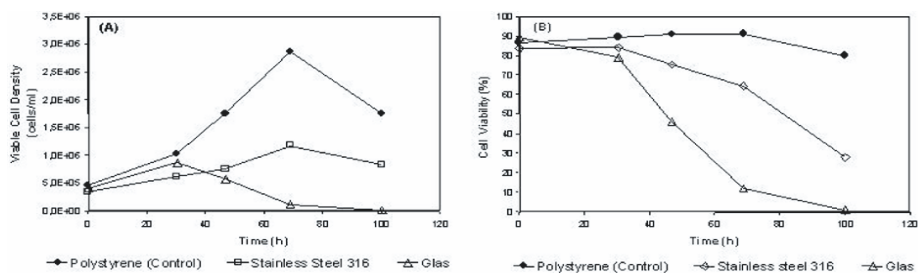 (A)
Viable Cell Density
(cells/ml)
3,5E+06
3,0E+06
2,5E+06
2,0E+06
1,5E+06
1,0E+06
5,0E+05
0,0E+00
0 20 40 60 80 100 120
Time (h)
Polystyrene (Control) Stainless Steel 316 Glas
(B)
Cell Viability (%)
100
90
80
70
60
50
40
30
20
10
0
0 20 40 60 80 100 120
Time (h)
Polystyrene (Control) Stainless steel 316 Glas